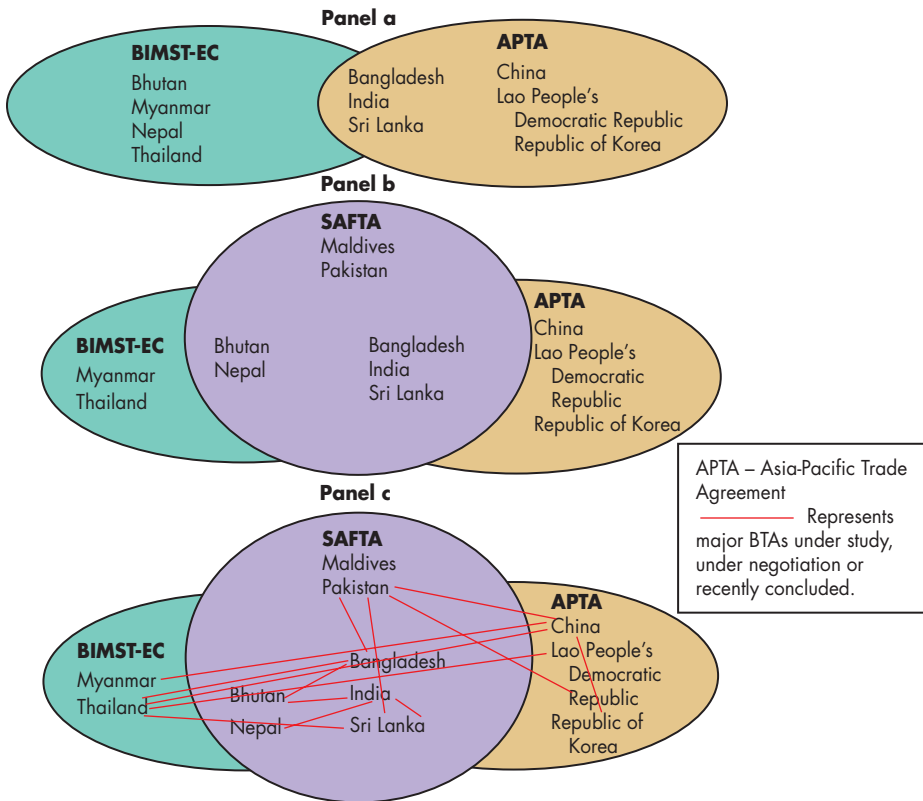 Panel a
BIMST-EC
Bhutan
Myanmar
Nepal
Thailand
Bangladesh
India
Sri Lanka
APTA
China
Lao People's
Democratic Republic
Republic of Korea
Panel b
SAFTA
Maldives
Pakistan
BIMST-EC
Myanmar
Thailand
Bhutan
Nepal
Bangladesh
India
Sri Lanka
APTA
China
Lao People's
Democratic
Republic
Republic of Korea
APTA – Asia-Pacific Trade
Agreement
Represents
major BTAs under study,
under negotiation or
recently concluded.
Panel c
SAFTA
Maldives
Pakistan
BIMST-EC
Myanmar
Thailand
Bhutan
Nepal
Bangladesh
India
Sri Lanka
APTA
China
Lao People's
Democratic
Republic
Republic of
Korea